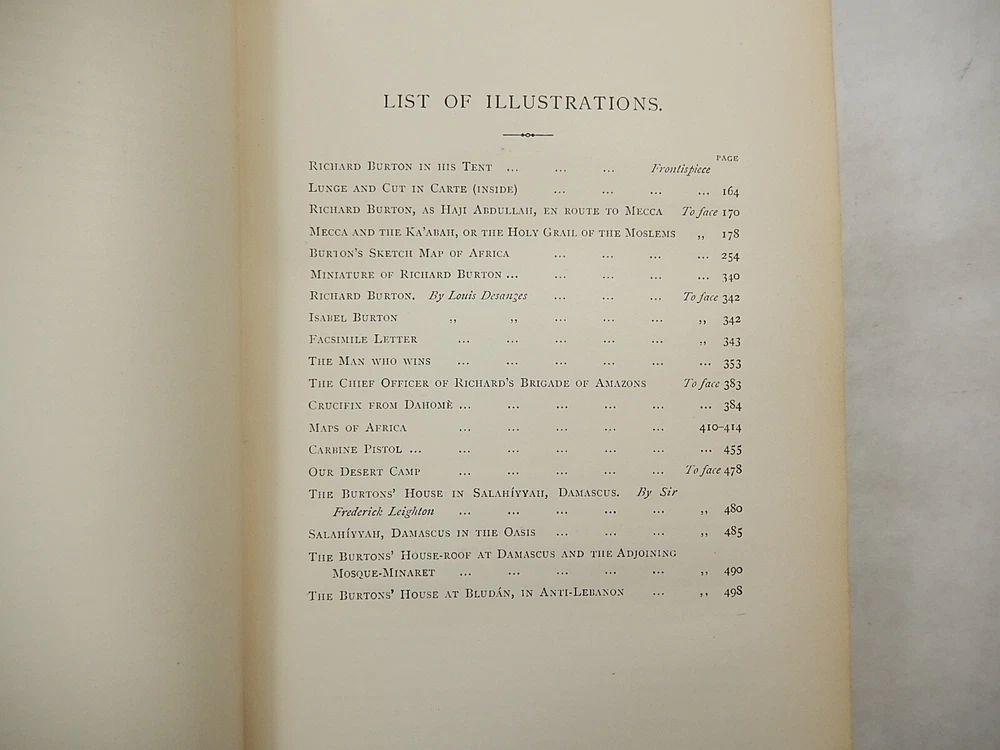 LIST OF ILLUSTRATIONS.
PAGE
RICHARD BURTON IN HIS TENT ... ... ... Frontispiece
LUNGE AND CUT IN CARTE (INSIDE) ... ... ... ... 164
RICHARD BURTON, AS HAJI ABDULLAH, EN ROUTE TO MECCA To face 170
MECCA AND THE KA'ABAH, OR THE HOLY GRAIL OF THE MOSLEMS ,, 178
BURTON'S SKETCH MAP OF AFRICA ... ... ... ... 254
MINIATURE OF RICHARD BURTON ... ... ... ... ... 340
RICHARD BURTON. By Louis Desanges ... ... ... To face 342
ISABEL BURTON ,, ,, ... ... ... ,, 342
FACSIMILE LETTER ... ... ... ... ... ,, 343
THE MAN WHO WINS ... ... ... ... ... ... 353
THE CHIEF OFFICER OF RICHARD'S BRIGADE OF AMAZONS To face 383
CRUCIFIX FROM DAHOMÈ ... ... ... ... ... ... 384
MAPS OF AFRICA ... ... ... ... ... 410-414
CARBINE PISTOL ... ... ... ... ... ... ... 455
OUR DESERT CAMP ... ... ... ... ... To face 478
THE BURTONS' HOUSE IN SALAHÍYYAH, DAMASCUS. By Sir
Frederick Leighton ... ... ... ... ... ,, 480
SALAHÍYYAH, DAMASCUS IN THE OASIS ... ... ... ,, 485
THE BURTONS' HOUSE-ROOF AT DAMASCUS AND THE ADJOINING
MOSQUE-MINARET ... ... ... ... ... ,, 490
THE BURTONS' HOUSE AT BLUDÁN, IN ANTI-LEBANON ... ,, 498